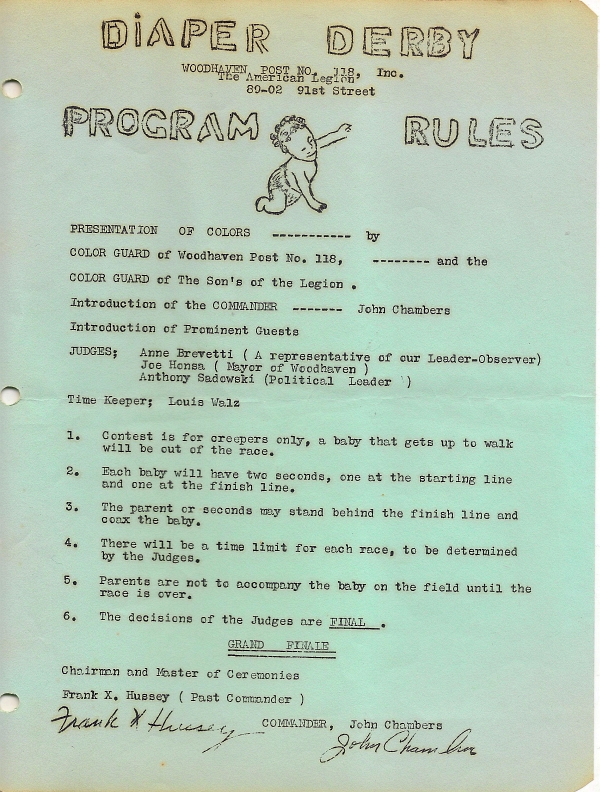 DIAPER DERBY
WOODHAVEN POST NO. 118, Inc.
The American Legion
89-02 91st Street
PROGRAM RULES
PRESENTATION OF COLORS ----------- by
COLOR GUARD of Woodhaven Post No. 118, -------- and the
COLOR GUARD of The Son's of the Legion .
Introduction of the COMMANDER ------- John Chambers
Introduction of Prominent Guests
JUDGES; Anne Brevetti ( A representative of our Leader-Observer)
Joe Honsa ( Mayor of Woodhaven )
Anthony Sadowski (Political Leader )
Time Keeper; Louis Walz
1. Contest is for creepers only, a baby that gets up to walk
will be out of the race.
2. Each baby will have two seconds, one at the starting line
and one at the finish line.
3. The parent or seconds may stand behind the finish line and
coax the baby.
4. There will be a time limit for each race, to be determined
by the Judges.
5. Parents are not to accompany the baby on the field until the
race is over.
6. The decisions of the Judges are FINAL .
GRAND FINALE
Chairman and Master of Ceremonies
Frank X. Hussey ( Past Commander )
Frank X Hussey COMMANDER, John Chambers
John Chambers